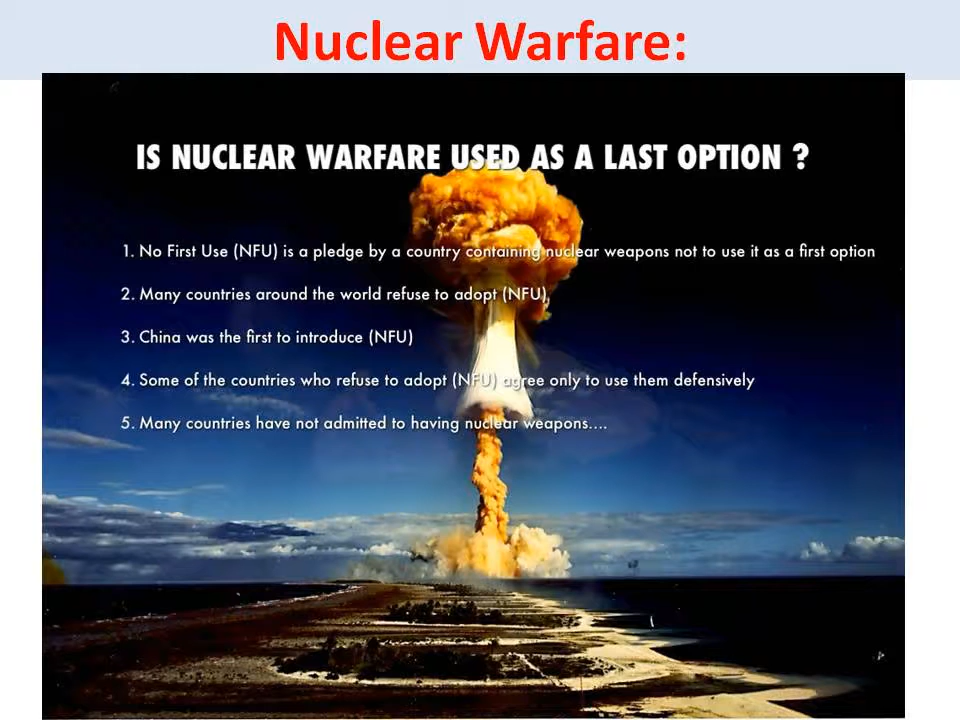 Nuclear Warfare:
IS NUCLEAR WARFARE USED AS A LAST OPTION ?
1. No First Use (NFU) is a pledge by a country containing nuclear weapons not to use it as a first option
2. Many countries around the world refuse to adopt (NFU)
3. China was the first to introduce (NFU)
4. Some of the countries who refuse to adopt (NFU) agree only to use them defensively
5. Many countries have not admitted to having nuclear weapons....